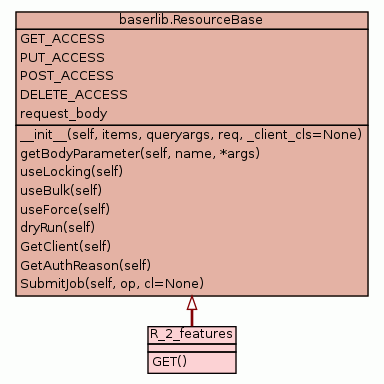 baserlib.ResourceBase
GET_ACCESS
PUT_ACCESS
POST_ACCESS
DELETE_ACCESS
request_body
__init__(self, items, queryargs, req, _client_cls=None)
getBodyParameter(self, name, *args)
useLocking(self)
useBulk(self)
useForce(self)
dryRun(self)
GetClient(self)
GetAuthReason(self)
SubmitJob(self, op, cl=None)
R_2_features
GET()